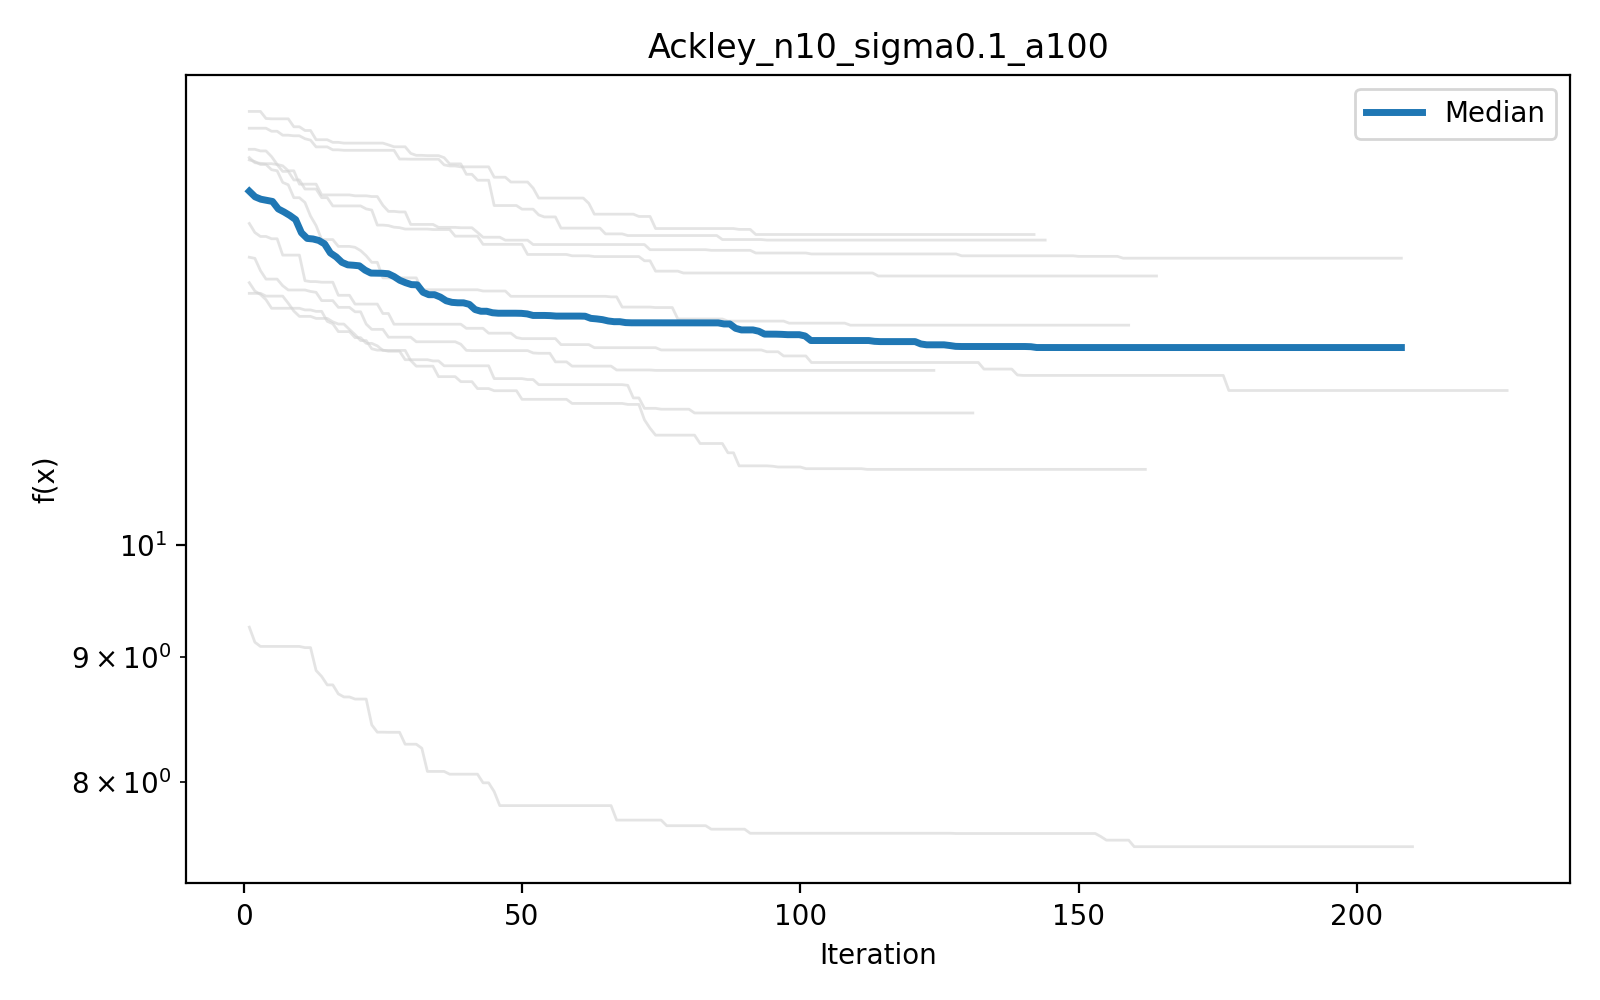 Ackley_n10_sigma0.1_a100
Median
f(x)
10¹
9 × 10⁰
8 × 10⁰
0 50 100 150 200
Iteration